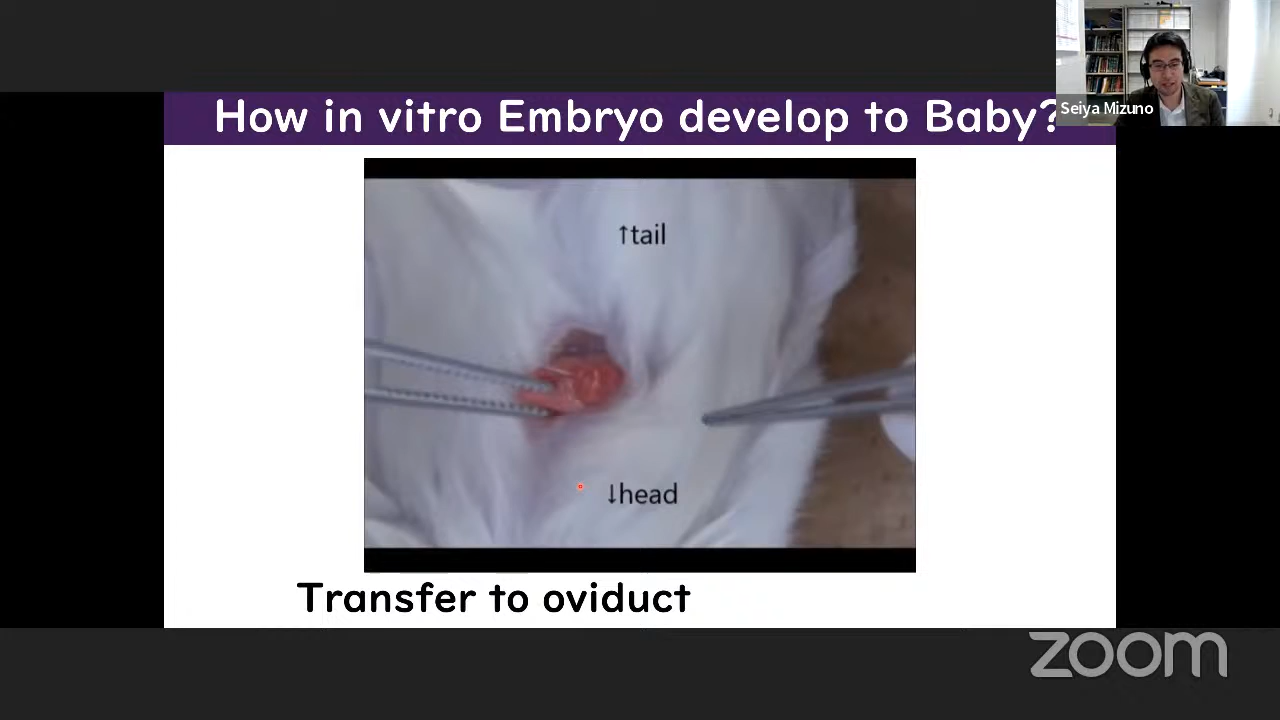 How in vitro Embryo develop to Baby?
Seiya Mizuno
↑tail
↓head
Transfer to oviduct
zoom